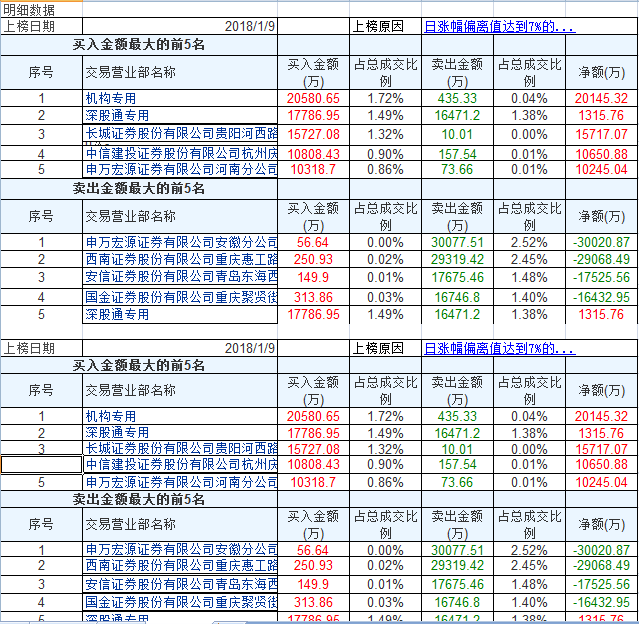 明细数据
上榜日期 2018/1/9 上榜原因 日涨幅偏离值达到7%的...
买入金额最大的前5名
序号 交易营业部名称 买入金额(万) 占总成交比例 卖出金额(万) 占总成交比例 净额(万)
1 机构专用 20580.65 1.72% 435.33 0.04% 20145.32
2 深股通专用 17786.95 1.49% 16471.2 1.38% 1315.76
3 长城证券股份有限公司贵阳河西路 15727.08 1.32% 10.01 0.00% 15717.07
4 中信建投证券股份有限公司杭州庆 10808.43 0.90% 157.54 0.01% 10650.88
5 申万宏源证券有限公司河南分公司 10318.7 0.86% 73.66 0.01% 10245.04
卖出金额最大的前5名
序号 交易营业部名称 买入金额(万) 占总成交比例 卖出金额(万) 占总成交比例 净额(万)
1 申万宏源证券有限公司安徽分公司 56.64 0.00% 30077.51 2.52% -30020.87
2 西南证券股份有限公司重庆惠工路 250.93 0.02% 29319.42 2.45% -29068.49
3 安信证券股份有限公司青岛东海西 149.9 0.01% 17675.46 1.48% -17525.56
4 国金证券股份有限公司重庆聚贤街 313.86 0.03% 16746.8 1.40% -16432.95
5 深股通专用 17786.95 1.49% 16471.2 1.38% 1315.76
上榜日期 2018/1/9 上榜原因 日涨幅偏离值达到7%的...
买入金额最大的前5名
序号 交易营业部名称 买入金额(万) 占总成交比例 卖出金额(万) 占总成交比例 净额(万)
1 机构专用 20580.65 1.72% 435.33 0.04% 20145.32
2 深股通专用 17786.95 1.49% 16471.2 1.38% 1315.76
3 长城证券股份有限公司贵阳河西路 15727.08 1.32% 10.01 0.00% 15717.07
中信建投证券股份有限公司杭州庆 10808.43 0.90% 157.54 0.01% 10650.88
5 申万宏源证券有限公司河南分公司 10318.7 0.86% 73.66 0.01% 10245.04
卖出金额最大的前5名
序号 交易营业部名称 买入金额(万) 占总成交比例 卖出金额(万) 占总成交比例 净额(万)
1 申万宏源证券有限公司安徽分公司 56.64 0.00% 30077.51 2.52% -30020.87
2 西南证券股份有限公司重庆惠工路 250.93 0.02% 29319.42 2.45% -29068.49
3 安信证券股份有限公司青岛东海西 149.9 0.01% 17675.46 1.48% -17525.56
4 国金证券股份有限公司重庆聚贤街 313.86 0.03% 16746.8 1.40% -16432.95
5 深股通专用 17786.95 1.49% 16471.2 1.38% 1315.76